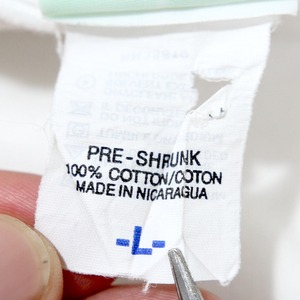 PRE-SHRUNK
100% COTTON/COTON
MADE IN NICARAGUA
-L-